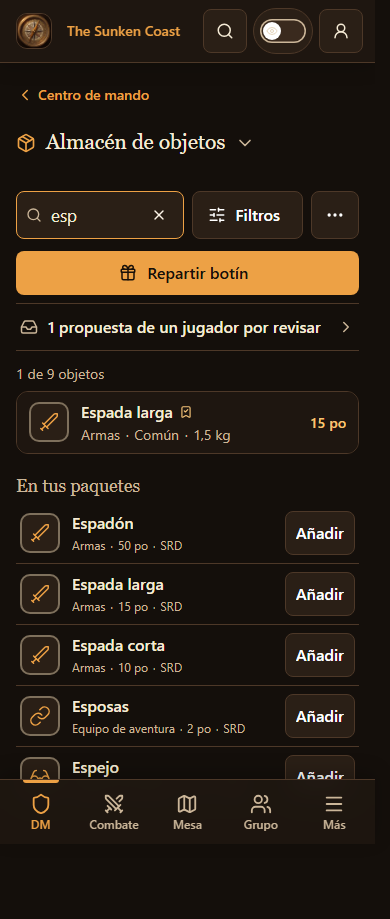 The Sunken Coast
Centro de mando
Almacén de objetos
esp
Filtros
Repartir botín
1 propuesta de un jugador por revisar
1 de 9 objetos
Espada larga
Armas · Común · 1,5 kg
15 po
En tus paquetes
Espadón
Armas · 50 po · SRD
Añadir
Espada larga
Armas · 15 po · SRD
Añadir
Espada corta
Armas · 10 po · SRD
Añadir
Esposas
Equipo de aventura · 2 po · SRD
Añadir
Espejo
Añadir
DM
Combate
Mesa
Grupo
Más